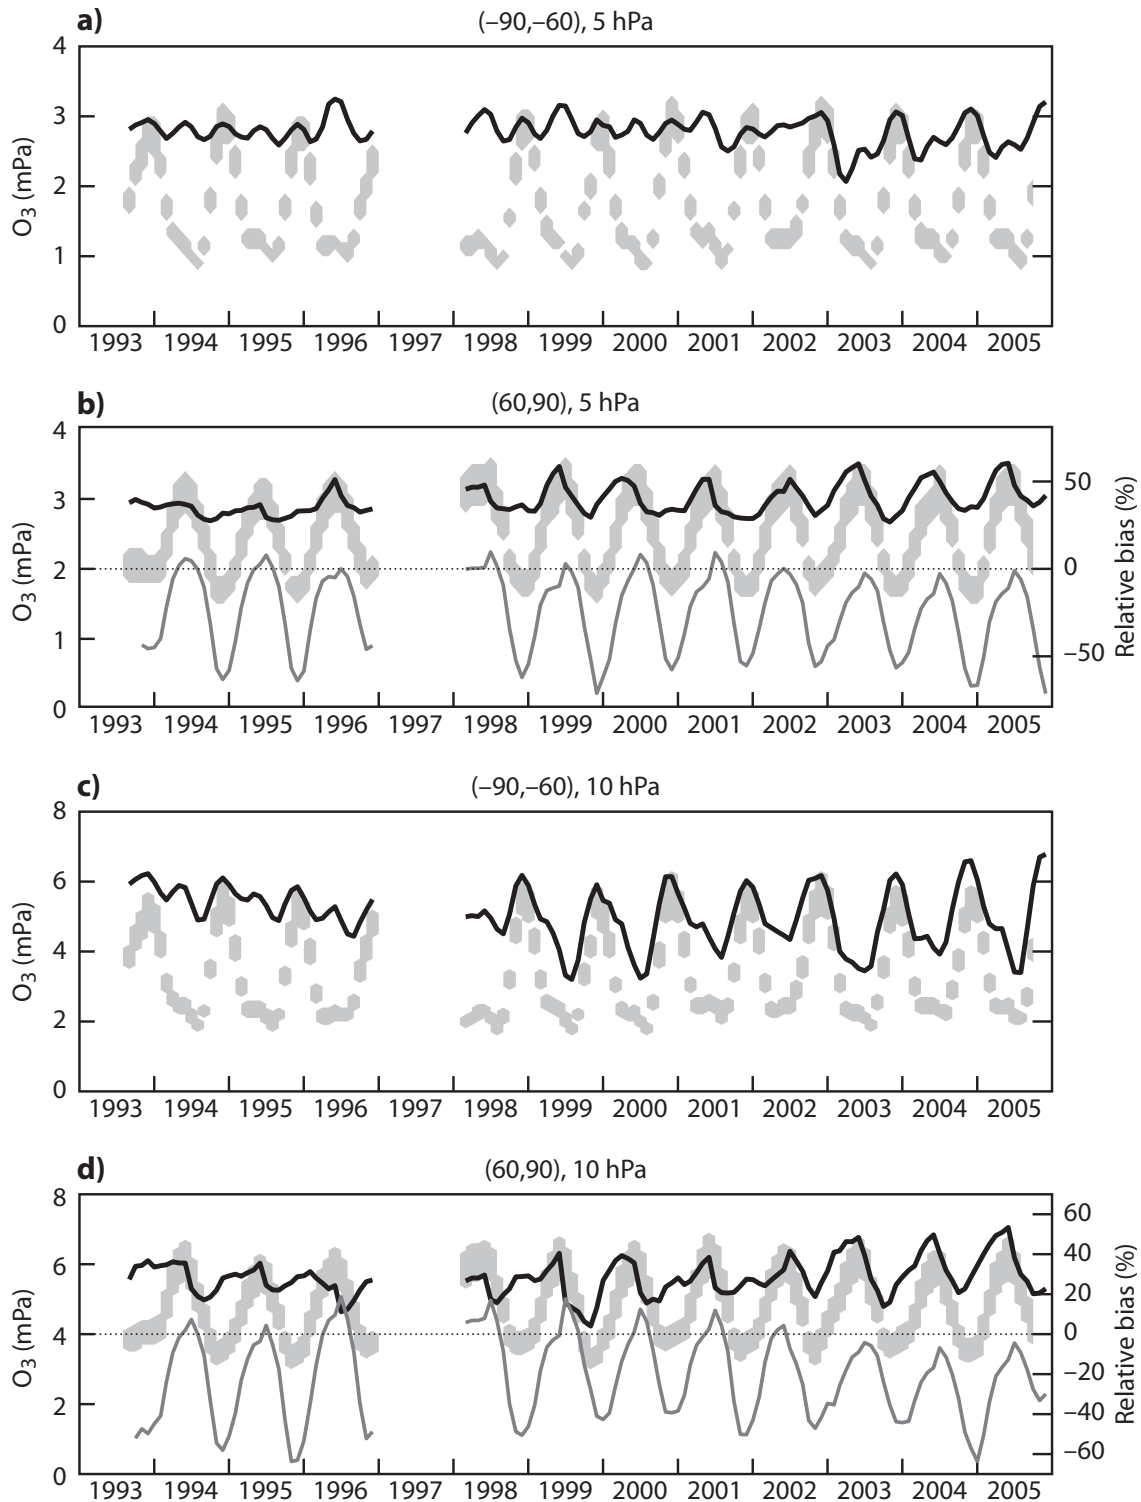 a)
(–90,–60), 5 hPa
4
3
2
1
0
O3 (mPa)
1993 1994 1995 1996 1997 1998 1999 2000 2001 2002 2003 2004 2005
b)
(60,90), 5 hPa
4
3
2
1
0
O3 (mPa)
50
0
–50
Relative bias (%)
1993 1994 1995 1996 1997 1998 1999 2000 2001 2002 2003 2004 2005
c)
(–90,–60), 10 hPa
8
6
4
2
0
O3 (mPa)
1993 1994 1995 1996 1997 1998 1999 2000 2001 2002 2003 2004 2005
d)
(60,90), 10 hPa
8
6
4
2
0
O3 (mPa)
60
40
20
0
–20
–40
–60
Relative bias (%)
1993 1994 1995 1996 1997 1998 1999 2000 2001 2002 2003 2004 2005